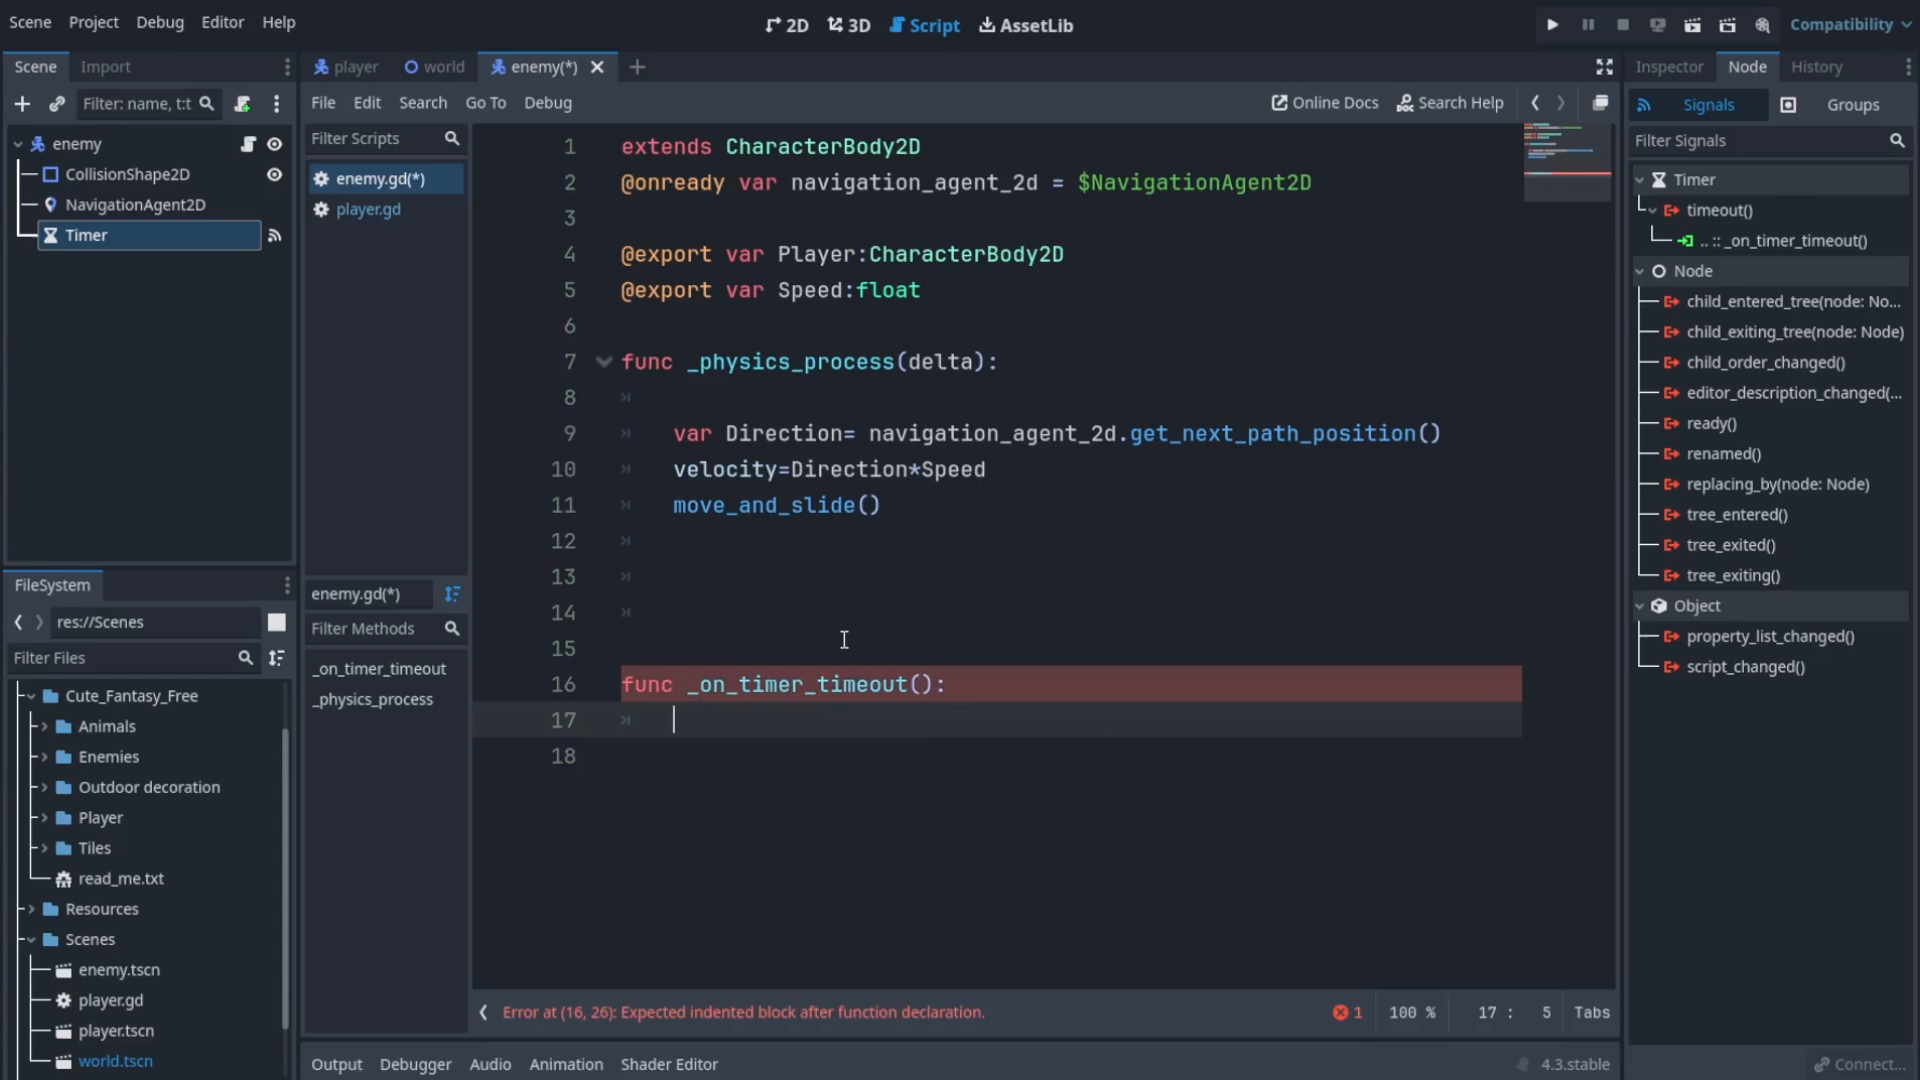 Scene Project Debug Editor Help
2D 3D Script AssetLib
Compatibility
Scene Import
Filter: name, t:t
enemy
CollisionShape2D
NavigationAgent2D
Timer
FileSystem
res://Scenes
Filter Files
Cute_Fantasy_Free
Animals
Enemies
Outdoor decoration
Player
Tiles
read_me.txt
Resources
Scenes
enemy.tscn
player.gd
player.tscn
world.tscn
player world enemy(*)
File Edit Search Go To Debug
Online Docs Search Help
Filter Scripts
enemy.gd(*)
player.gd
enemy.gd(*)
Filter Methods
_on_timer_timeout
_physics_process
1 extends CharacterBody2D
2 @onready var navigation_agent_2d = $NavigationAgent2D
3
4 @export var Player:CharacterBody2D
5 @export var Speed:float
6
7 func _physics_process(delta):
8
9 var Direction= navigation_agent_2d.get_next_path_position()
10 velocity=Direction*Speed
11 move_and_slide()
12
13
14
15
16 func _on_timer_timeout():
17
18
Error at (16, 26): Expected indented block after function declaration.
1 100 % 17 : 5 Tabs
Output Debugger Audio Animation Shader Editor
4.3.stable
Inspector Node History
Signals Groups
Filter Signals
Timer
timeout()
.. :: _on_timer_timeout()
Node
child_entered_tree(node: No...
child_exiting_tree(node: Node)
child_order_changed()
editor_description_changed(...
ready()
renamed()
replacing_by(node: Node)
tree_entered()
tree_exited()
tree_exiting()
Object
property_list_changed()
script_changed()
Connect...